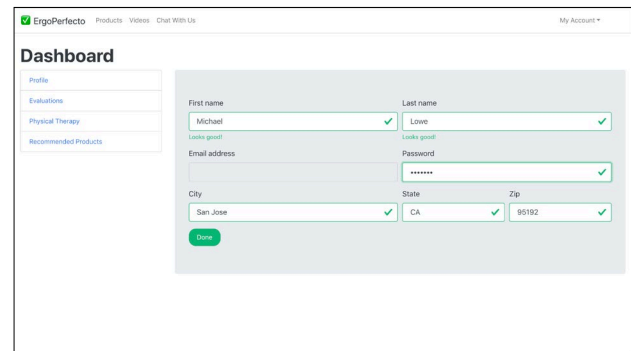 ErgoPerfecto Products Videos Chat With Us My Account
Dashboard
Profile
Evaluations
Physical Therapy
Recommended Products
First name Last name
Michael Lowe
Looks good! Looks good!
Email address Password
•••••••
City State Zip
San Jose CA 95192
Done